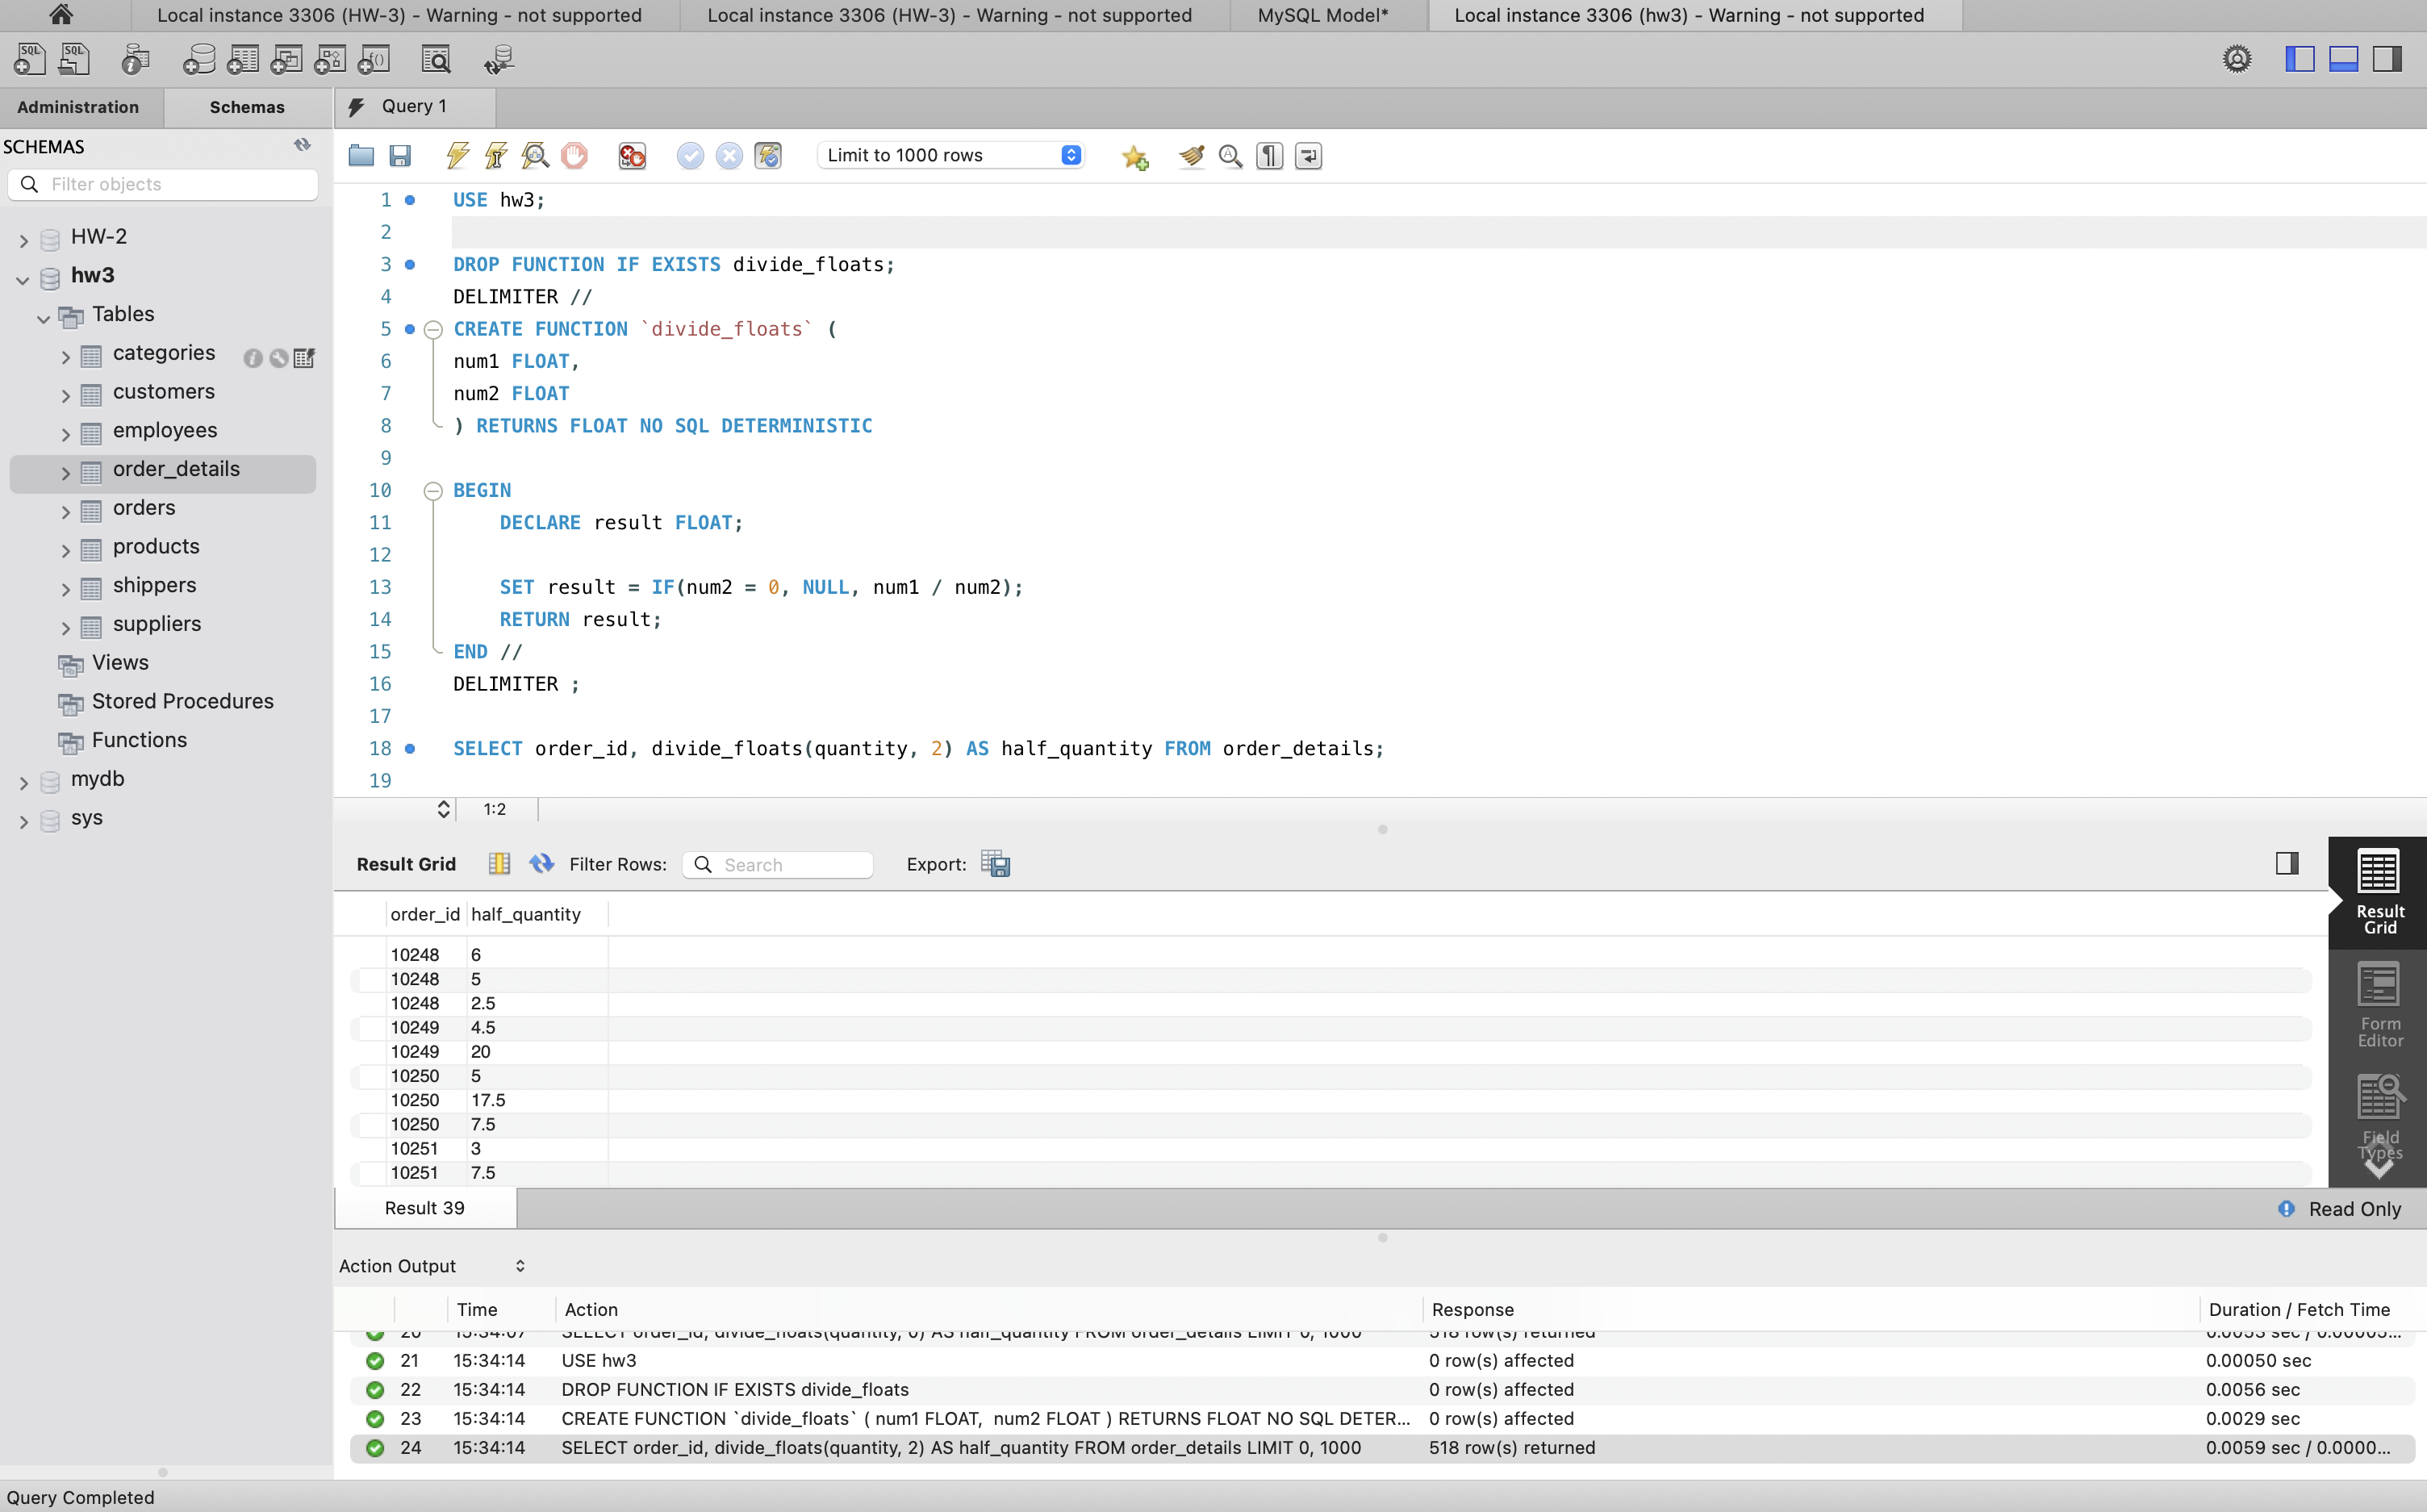 Local instance 3306 (HW-3) - Warning - not supported
Local instance 3306 (HW-3) - Warning - not supported
MySQL Model*
Local instance 3306 (hw3) - Warning - not supported
SQL
SQL
Administration
Schemas
Query 1
SCHEMAS
Limit to 1000 rows
Filter objects
HW-2
hw3
Tables
categories
customers
employees
order_details
orders
products
shippers
suppliers
Views
Stored Procedures
Functions
mydb
sys
1 USE hw3;
2
3 DROP FUNCTION IF EXISTS divide_floats;
4 DELIMITER //
5 CREATE FUNCTION `divide_floats` (
6 num1 FLOAT,
7 num2 FLOAT
8 ) RETURNS FLOAT NO SQL DETERMINISTIC
9
10 BEGIN
11 DECLARE result FLOAT;
12
13 SET result = IF(num2 = 0, NULL, num1 / num2);
14 RETURN result;
15 END //
16 DELIMITER ;
17
18 SELECT order_id, divide_floats(quantity, 2) AS half_quantity FROM order_details;
19
1:2
Result Grid Filter Rows: Search Export:
order_id half_quantity
10248 6
10248 5
10248 2.5
10249 4.5
10249 20
10250 5
10250 17.5
10250 7.5
10251 3
10251 7.5
Result
Grid
Form
Editor
Field
Types
Result 39
Read Only
Action Output
Time Action Response Duration / Fetch Time
20 15:34:07 SELECT order_id, divide_floats(quantity, 0) AS half_quantity FROM order_details LIMIT 0, 1000 518 row(s) returned 0.0053 sec / 0.00005...
21 15:34:14 USE hw3 0 row(s) affected 0.00050 sec
22 15:34:14 DROP FUNCTION IF EXISTS divide_floats 0 row(s) affected 0.0056 sec
23 15:34:14 CREATE FUNCTION `divide_floats` ( num1 FLOAT, num2 FLOAT ) RETURNS FLOAT NO SQL DETER... 0 row(s) affected 0.0029 sec
24 15:34:14 SELECT order_id, divide_floats(quantity, 2) AS half_quantity FROM order_details LIMIT 0, 1000 518 row(s) returned 0.0059 sec / 0.0000...
Query Completed